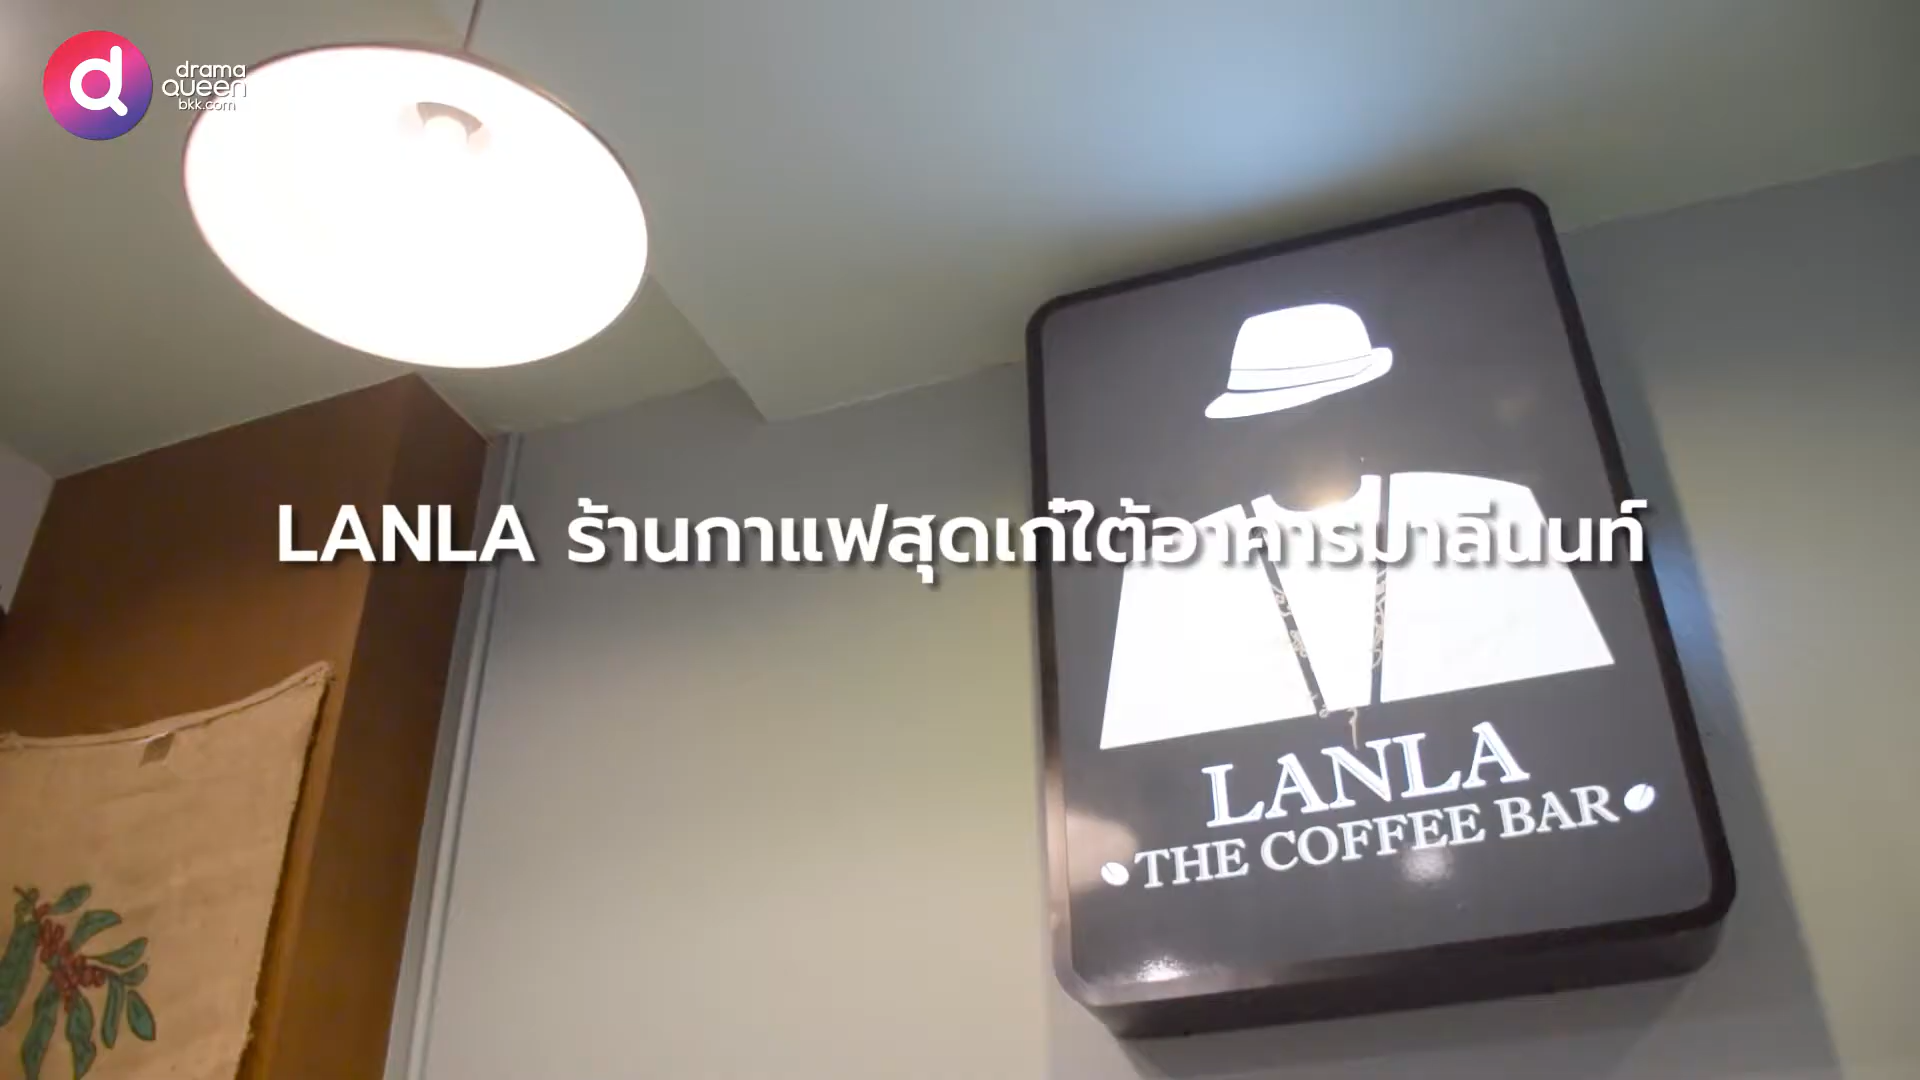 drama
queen
bkk.com
LANLA ร้านกาแฟสุดเก๋ใต้อาคารมาลีนนท์
LANLA
THE COFFEE BAR